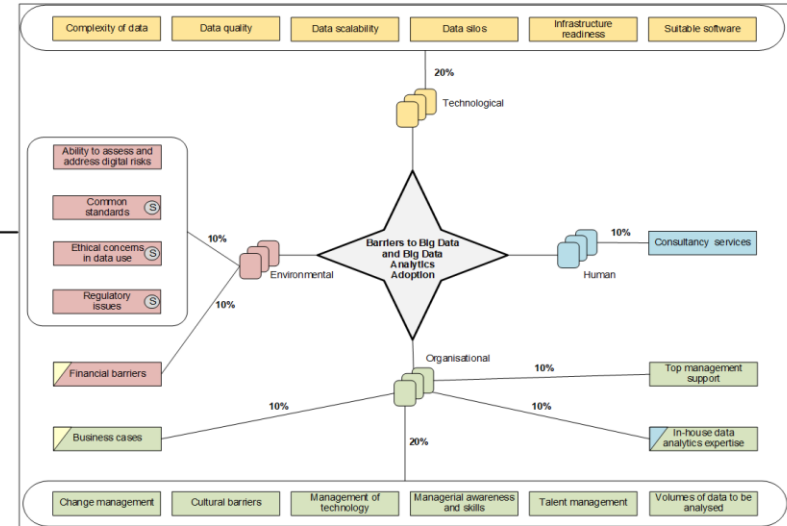 Complexity of data
Data quality
Data scalability
Data silos
Infrastructure
readiness
Suitable software
20%
Technological
Ability to assess and
address digital risks
Common
standards
S
Ethical concerns
in data use
S
Regulatory
issues
S
10%
10%
Environmental
Barriers to Big Data
and Big Data
Analytics
Adoption
10%
Human
Consultancy services
Financial barriers
Organisational
10%
Top management
support
10%
Business cases
10%
In-house data
analytics expertise
20%
Change management
Cultural barriers
Management of
technology
Managerial awareness
and skills
Talent management
Volumes of data to be
analysed